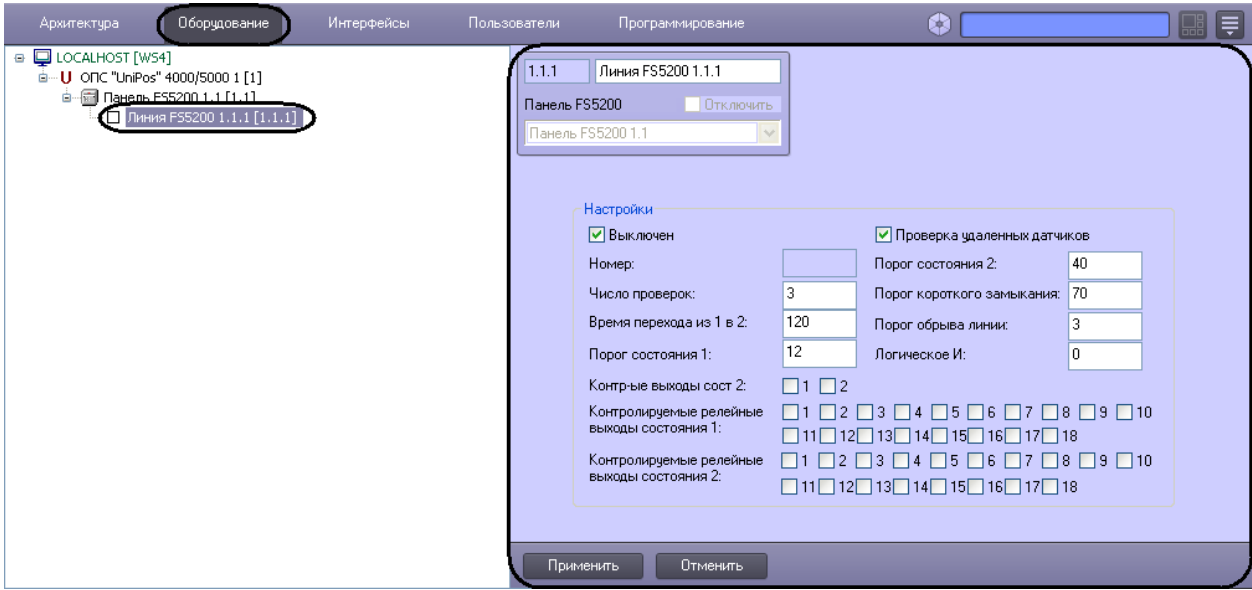 Архитектура Оборудование Интерфейсы Пользователи Программирование
LOCALHOST [WS4]
U ОПС "UniPos" 4000/5000 1 [1]
Панель FS5200 1.1 [1.1]
Линия FS5200 1.1.1 [1.1.1]
1.1.1 Линия FS5200 1.1.1
Панель FS5200 Отключить
Панель FS5200 1.1
Настройки
Выключен Проверка удаленных датчиков
Номер: Порог состояния 2: 40
Число проверок: 3 Порог короткого замыкания: 70
Время перехода из 1 в 2: 120 Порог обрыва линии: 3
Порог состояния 1: 12 Логическое И: 0
Контр-ые выходы сост 2: 1 2
Контролируемые релейные выходы состояния 1: 1 2 3 4 5 6 7 8 9 10
11 12 13 14 15 16 17 18
Контролируемые релейные выходы состояния 2: 1 2 3 4 5 6 7 8 9 10
11 12 13 14 15 16 17 18
Применить Отменить